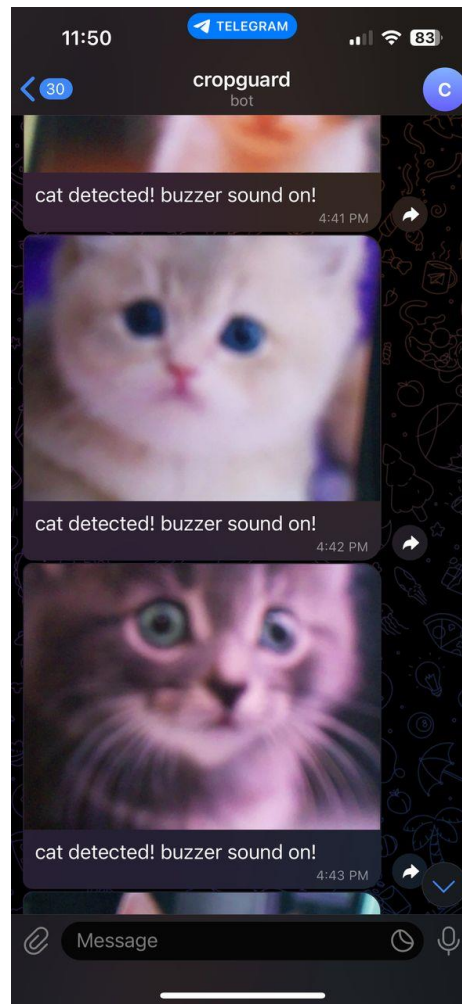 11:50
TELEGRAM
83
30
cropguard
C
bot
cat detected! buzzer sound on!
4:41 PM
cat detected! buzzer sound on!
4:42 PM
cat detected! buzzer sound on!
4:43 PM
Message